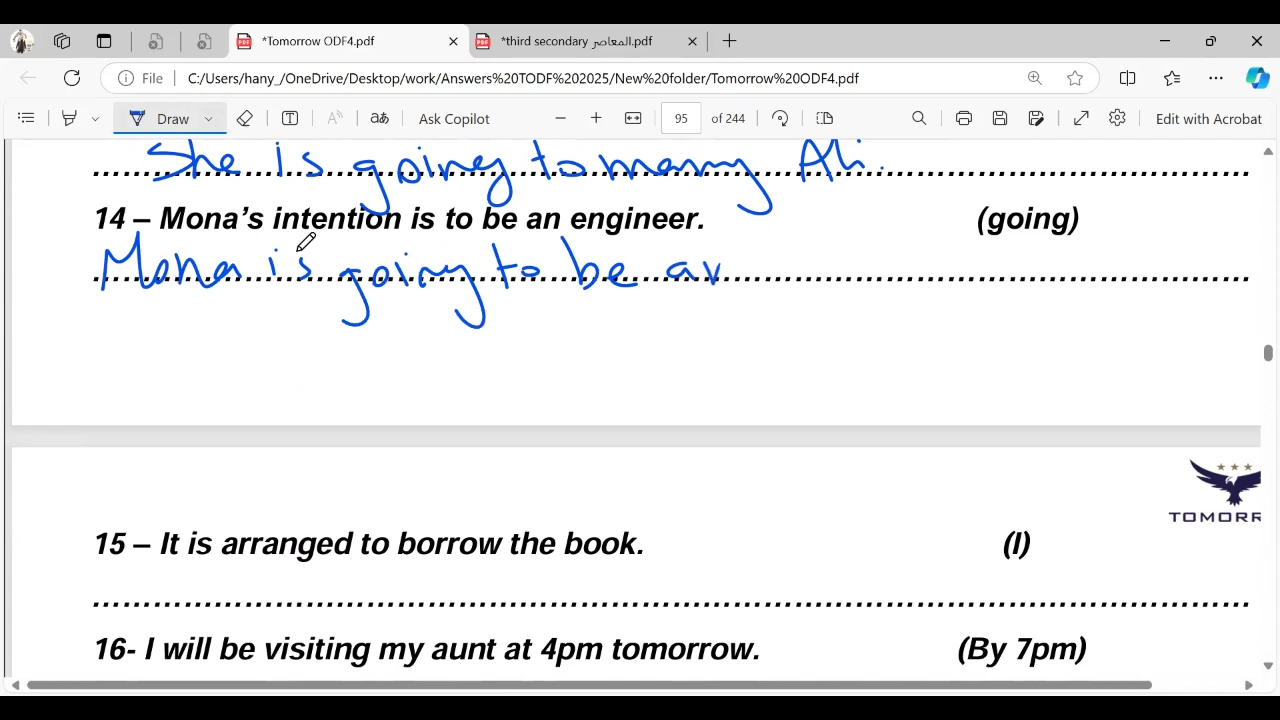 *Tomorrow ODF4.pdf
*third secondary المعاصر.pdf
File C:/Users/hany_/OneDrive/Desktop/work/Answers%20TODF%202025/New%20folder/Tomorrow%20ODF4.pdf
Draw Ask Copilot 95 of 244 Edit with Acrobat
She is going to marry Ali.
14 – Mona’s intention is to be an engineer. (going)
Mona is going to be an
TOMORR
15 – It is arranged to borrow the book. (I)
16- I will be visiting my aunt at 4pm tomorrow. (By 7pm)